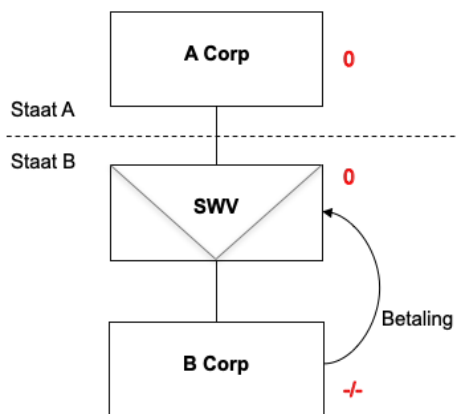 A Corp
0
Staat A
Staat B
0
SWV
Betaling
B Corp
-/-